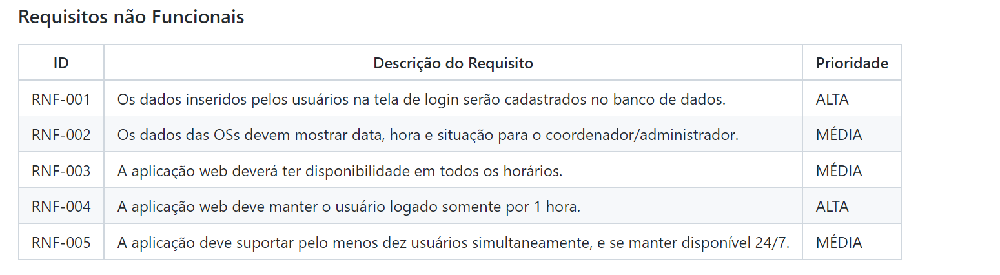 Requisitos não Funcionais
ID Descrição do Requisito Prioridade
RNF-001 Os dados inseridos pelos usuários na tela de login serão cadastrados no banco de dados. ALTA
RNF-002 Os dados das OSs devem mostrar data, hora e situação para o coordenador/administrador. MÉDIA
RNF-003 A aplicação web deverá ter disponibilidade em todos os horários. MÉDIA
RNF-004 A aplicação web deve manter o usuário logado somente por 1 hora. ALTA
RNF-005 A aplicação deve suportar pelo menos dez usuários simultaneamente, e se manter disponível 24/7. MÉDIA